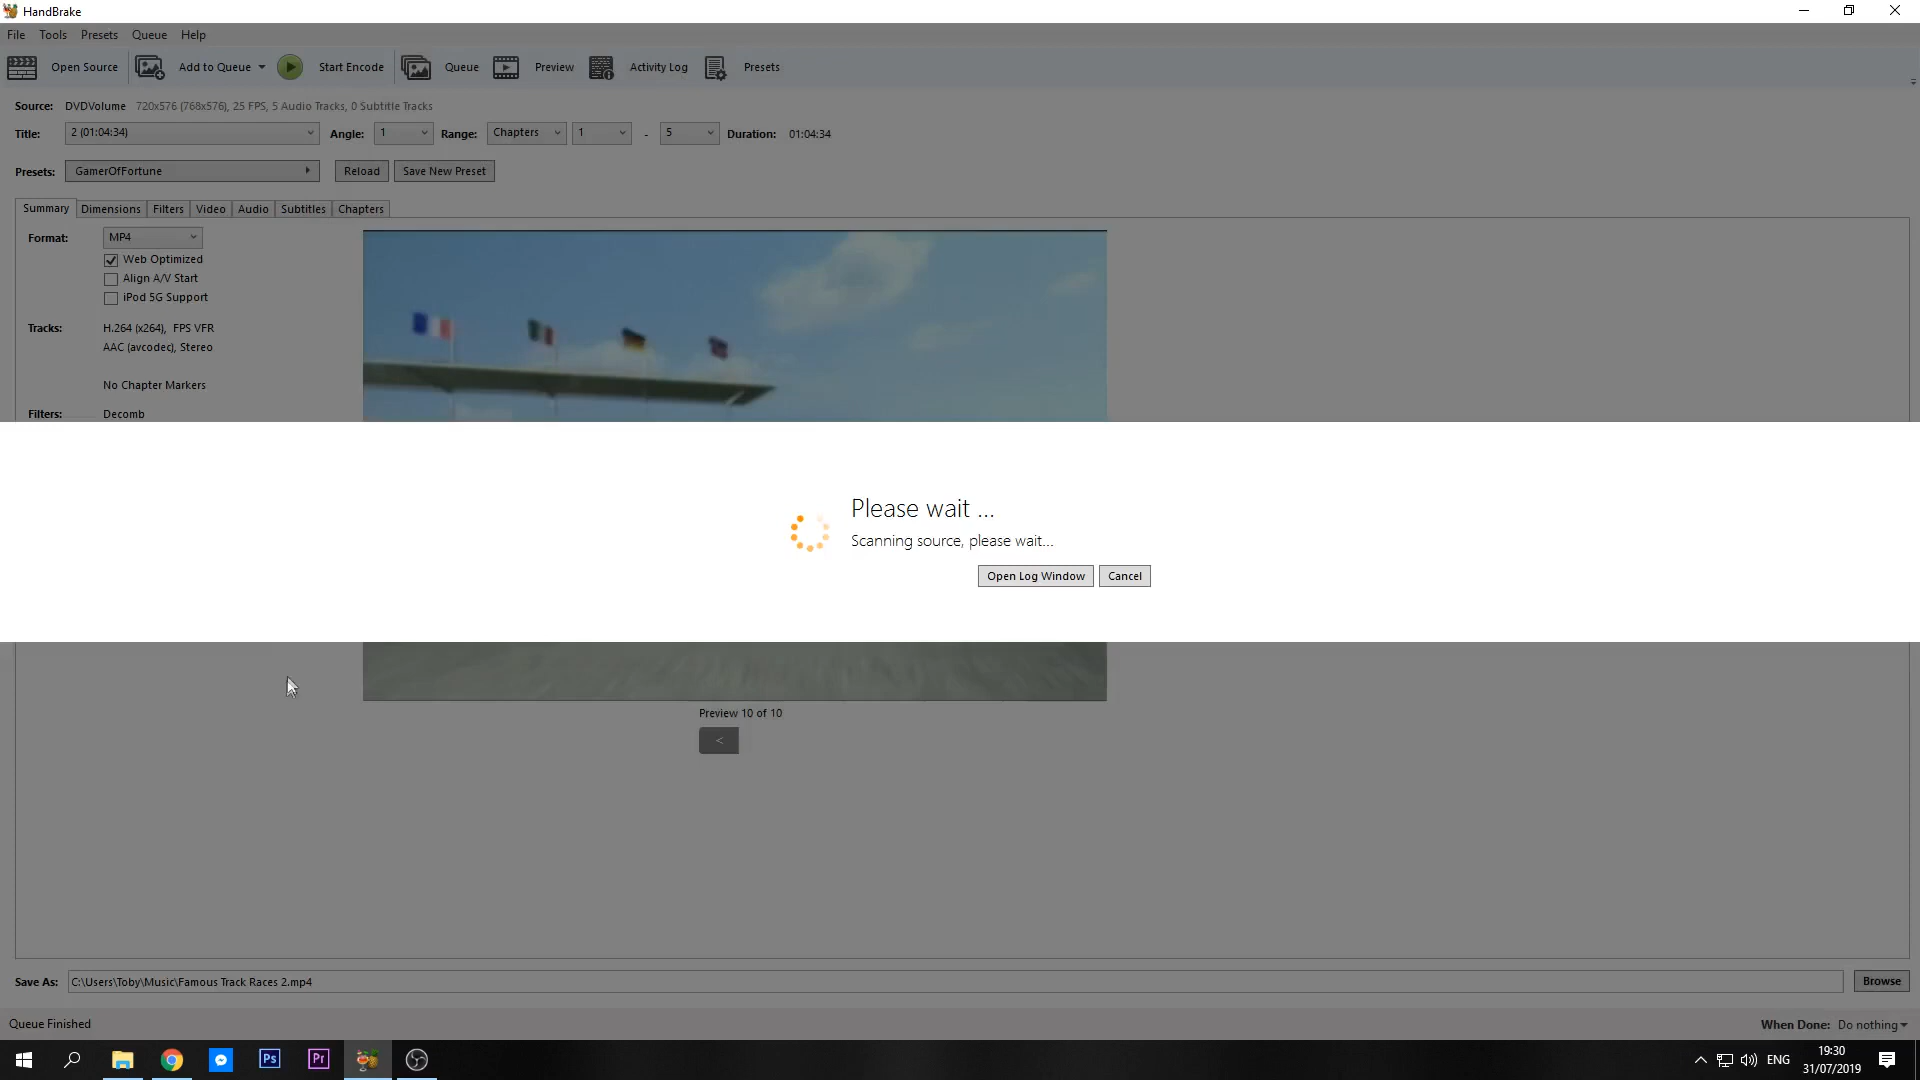 HandBrake
File Tools Presets Queue Help
Open Source Add to Queue Start Encode Queue Preview Activity Log Presets
Source: DVDVolume 720x576 (768x576), 25 FPS, 5 Audio Tracks, 0 Subtitle Tracks
Title: 2 (01:04:34) Angle: 1 Range: Chapters 1 - 5 Duration: 01:04:34
Presets: GamerOfFortune Reload Save New Preset
Summary Dimensions Filters Video Audio Subtitles Chapters
Format: MP4
Web Optimized
Align A/V Start
iPod 5G Support
Tracks: H.264 (x264), FPS VFR
AAC (avcodec), Stereo
No Chapter Markers
Filters: Decomb
Please wait ...
Scanning source, please wait...
Open Log Window Cancel
Preview 10 of 10
<
Save As: C:\Users\Toby\Music\Famous Track Races 2.mp4 Browse
Queue Finished When Done: Do nothing
Ps Pr ENG 19:30
31/07/2019